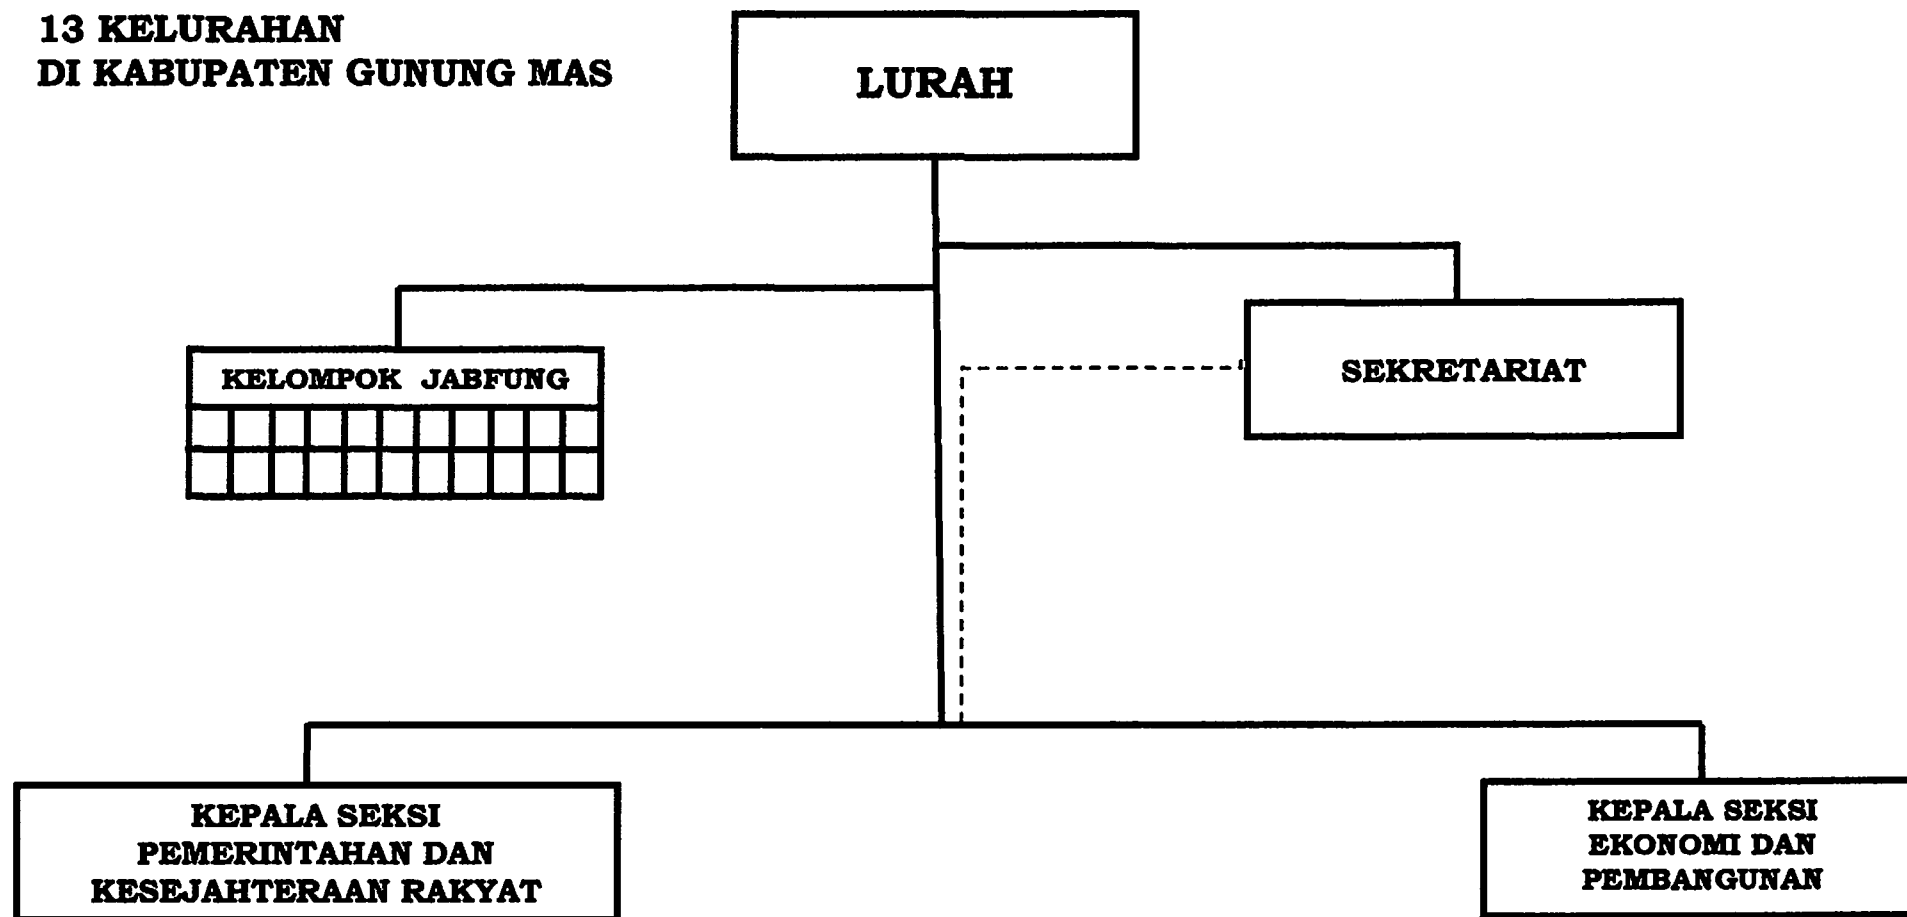 13 KELURAHAN
DI KABUPATEN GUNUNG MAS
LURAH
KELOMPOK JABFUNG
SEKRETARIAT
KEPALA SEKSI
PEMERINTAHAN DAN
KESEJAHTERAAN RAKYAT
KEPALA SEKSI
EKONOMI DAN
PEMBANGUNAN